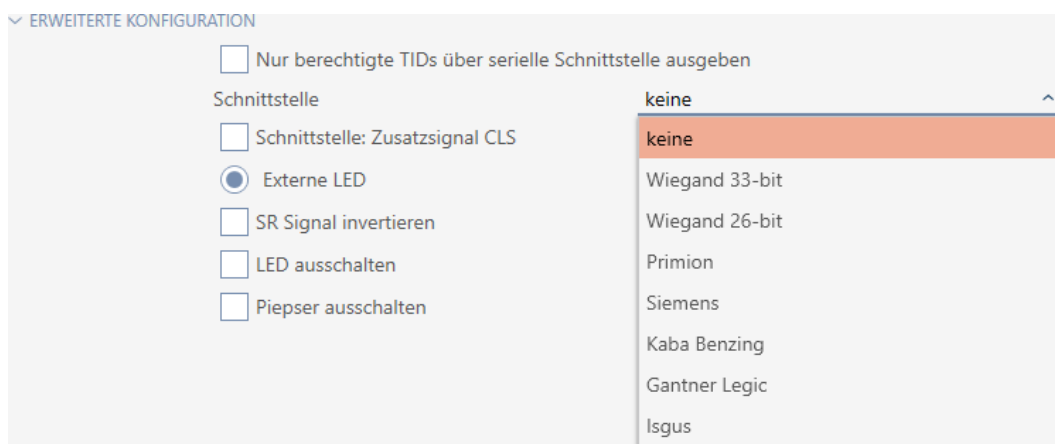 ERWEITERTE KONFIGURATION
Nur berechtigte TIDs über serielle Schnittstelle ausgeben
Schnittstelle keine
Schnittstelle: Zusatzsignal CLS keine
Externe LED Wiegand 33-bit
SR Signal invertieren Wiegand 26-bit
LED ausschalten Primion
Piepser ausschalten Siemens
Kaba Benzing
Gantner Legic
Isgus